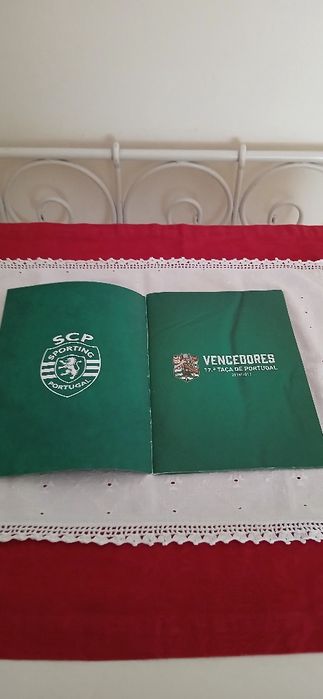 SCP
SPORTING
PORTUGAL
VENCEDORES
17.ª TAÇA DE PORTUGAL